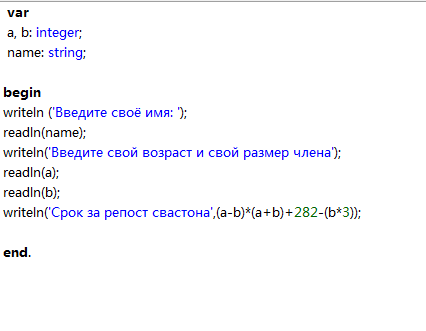 var
a, b: integer;
name: string;
begin
writeln ('Введите своё имя: ');
readln(name);
writeln('Введите свой возраст и свой размер члена');
readln(a);
readln(b);
writeln('Срок за репост свастона',(a-b)*(a+b)+282-(b*3));
end.